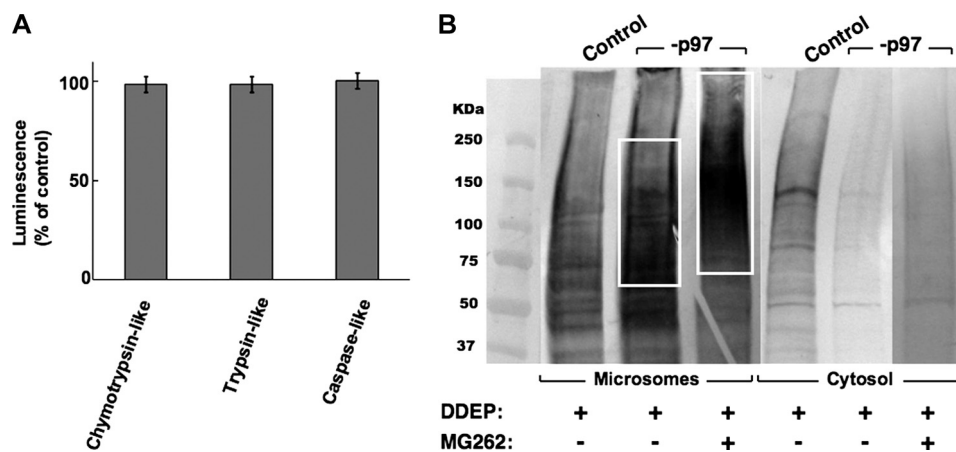 A
Luminescence
(% of control)
100
50
0
Chymotrypsin-like
Trypsin-like
Caspase-like
B
Control
-p97
Control
-p97
KDa
250
150
100
75
50
37
Microsomes
Cytosol
DDEP: + + + + + +
MG262: - - + - - +